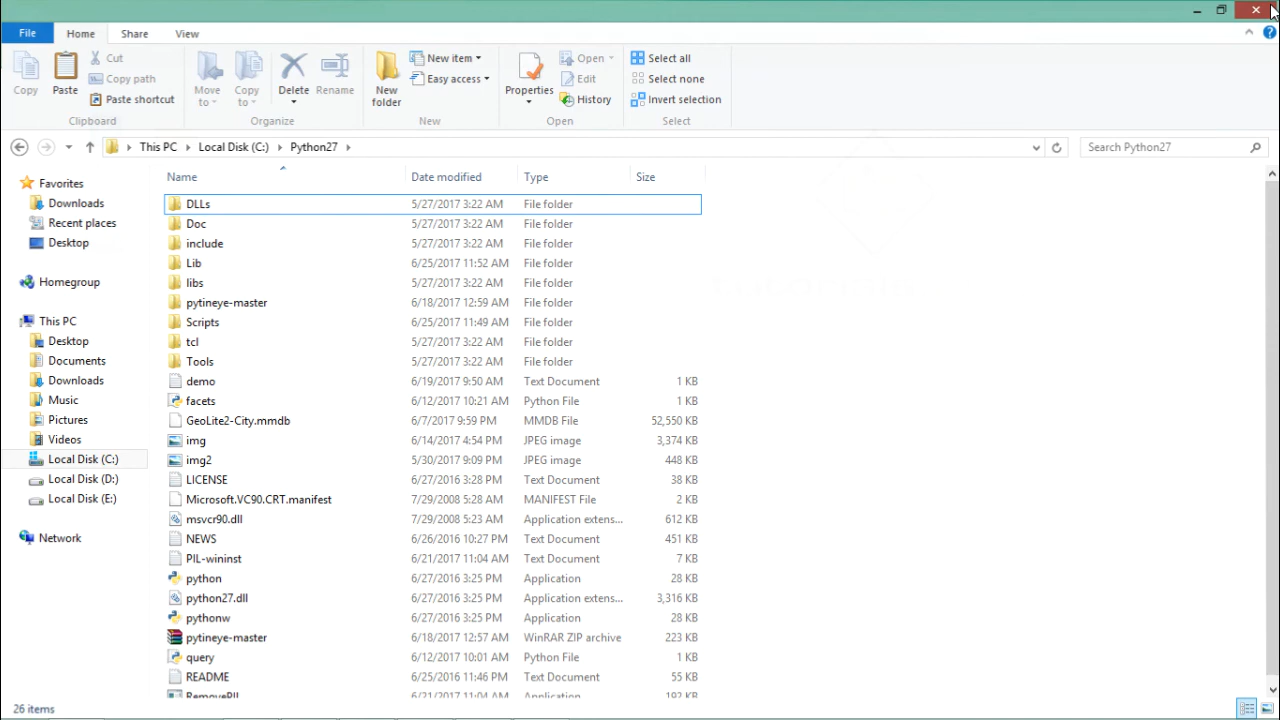 File Home Share View
Copy Paste Cut Copy path Paste shortcut Clipboard
Move to Copy to Delete Rename Organize
New folder New item Easy access New
Properties Open Edit History Open
Select all Select none Invert selection Select
This PC Local Disk (C:) Python27 Search Python27
Name Date modified Type Size
Favorites
Downloads
Recent places
Desktop
Homegroup
This PC
Desktop
Documents
Downloads
Music
Pictures
Videos
Local Disk (C:)
Local Disk (D:)
Local Disk (E:)
Network
DLLs 5/27/2017 3:22 AM File folder
Doc 5/27/2017 3:22 AM File folder
include 5/27/2017 3:22 AM File folder
Lib 6/25/2017 11:52 AM File folder
libs 5/27/2017 3:22 AM File folder
pytineye-master 6/18/2017 12:59 AM File folder
Scripts 6/25/2017 11:49 AM File folder
tcl 5/27/2017 3:22 AM File folder
Tools 5/27/2017 3:22 AM File folder
demo 6/19/2017 9:50 AM Text Document 1 KB
facets 6/12/2017 10:21 AM Python File 1 KB
GeoLite2-City.mmdb 6/7/2017 9:59 PM MMDB File 52,550 KB
img 6/14/2017 4:54 PM JPEG image 3,374 KB
img2 5/30/2017 9:09 PM JPEG image 448 KB
LICENSE 6/27/2016 3:28 PM Text Document 38 KB
Microsoft.VC90.CRT.manifest 7/29/2008 5:28 AM MANIFEST File 2 KB
msvcr90.dll 7/29/2008 5:23 AM Application extens... 612 KB
NEWS 6/26/2016 10:27 PM Text Document 451 KB
PIL-wininst 6/21/2017 11:04 AM Text Document 7 KB
python 6/27/2016 3:25 PM Application 28 KB
python27.dll 6/27/2016 3:25 PM Application extens... 3,316 KB
pythonw 6/27/2016 3:25 PM Application 28 KB
pytineye-master 6/18/2017 12:57 AM WinRAR ZIP archive 223 KB
query 6/12/2017 10:01 AM Python File 1 KB
README 6/25/2016 11:46 PM Text Document 55 KB
RemovePIL 6/21/2017 11:04 AM Application 192 KB
26 items